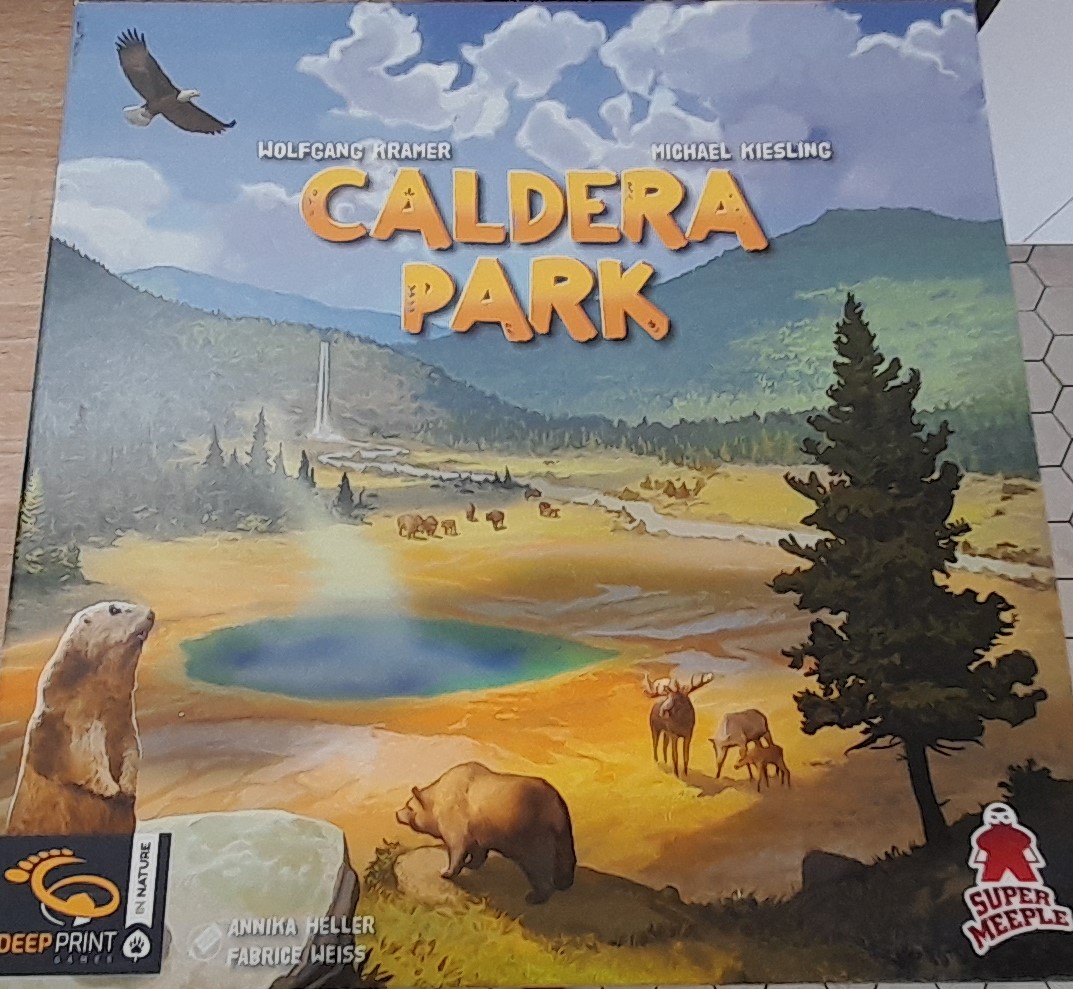 WOLFGANG KRAMER
MICHAEL KIESLING
CALDERA
PARK
IN NATURE
DEEP PRINT
GAMES
ANNIKA HELLER
FABRICE WEISS
SUPER
MEEPLE